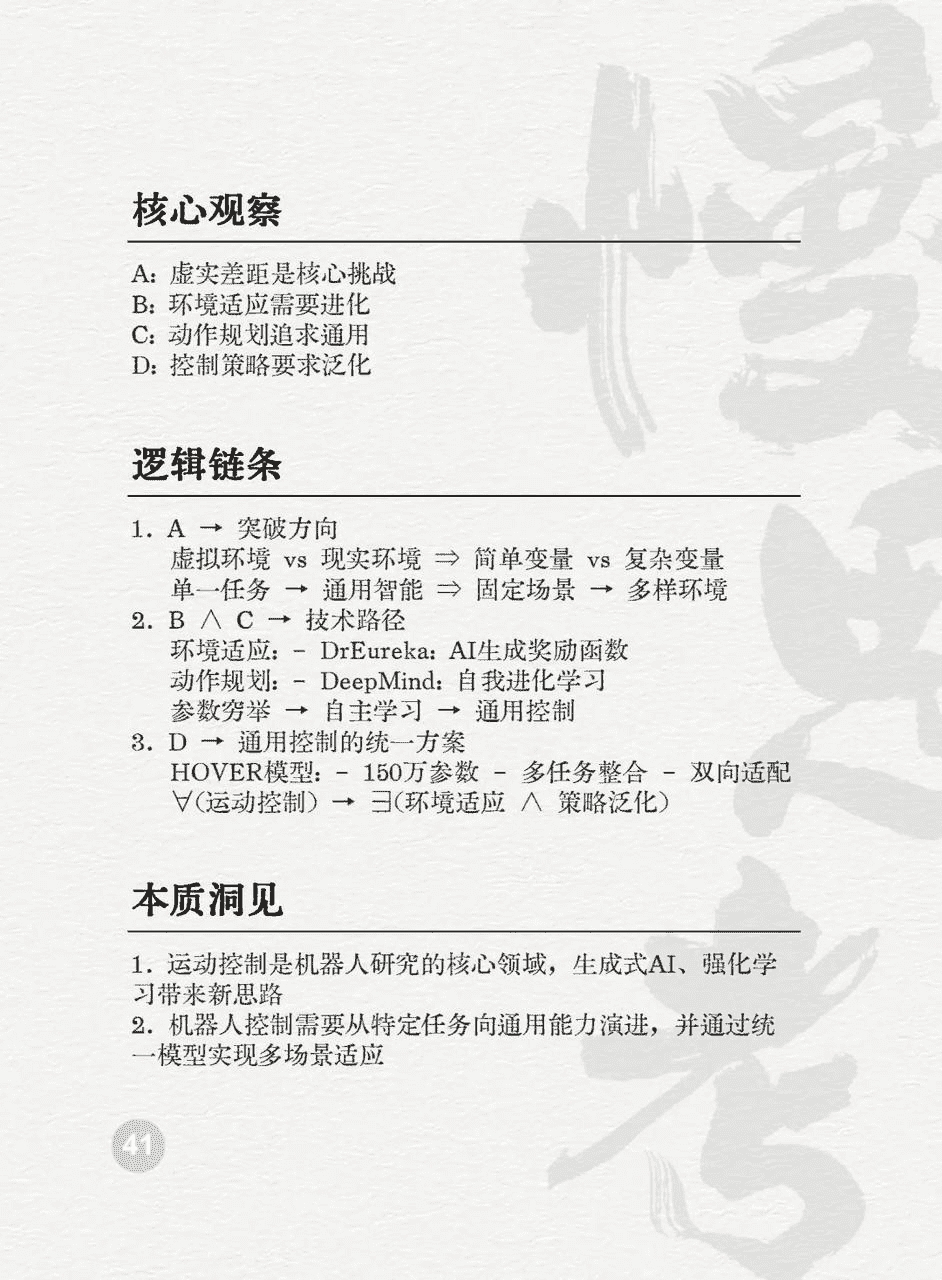 核心观察
A: 虚实差距是核心挑战
B: 环境适应需要进化
C: 动作规划追求通用
D: 控制策略要求泛化
逻辑链条
1. A → 突破方向
虚拟环境 vs 现实环境 ⇒ 简单变量 vs 复杂变量
单一任务 → 通用智能 ⇒ 固定场景 → 多样环境
2. B ∧ C → 技术路径
环境适应: - DrEureka: AI生成奖励函数
动作规划: - DeepMind: 自我进化学习
参数穷举 → 自主学习 → 通用控制
3. D → 通用控制的统一方案
HOVER模型: - 150万参数 - 多任务整合 - 双向适配
∀(运动控制) → ∃(环境适应 ∧ 策略泛化)
本质洞见
1. 运动控制是机器人研究的核心领域，生成式AI、强化学
习带来新思路
2. 机器人控制需要从特定任务向通用能力演进，并通过统
一模型实现多场景适应
41
慢思考